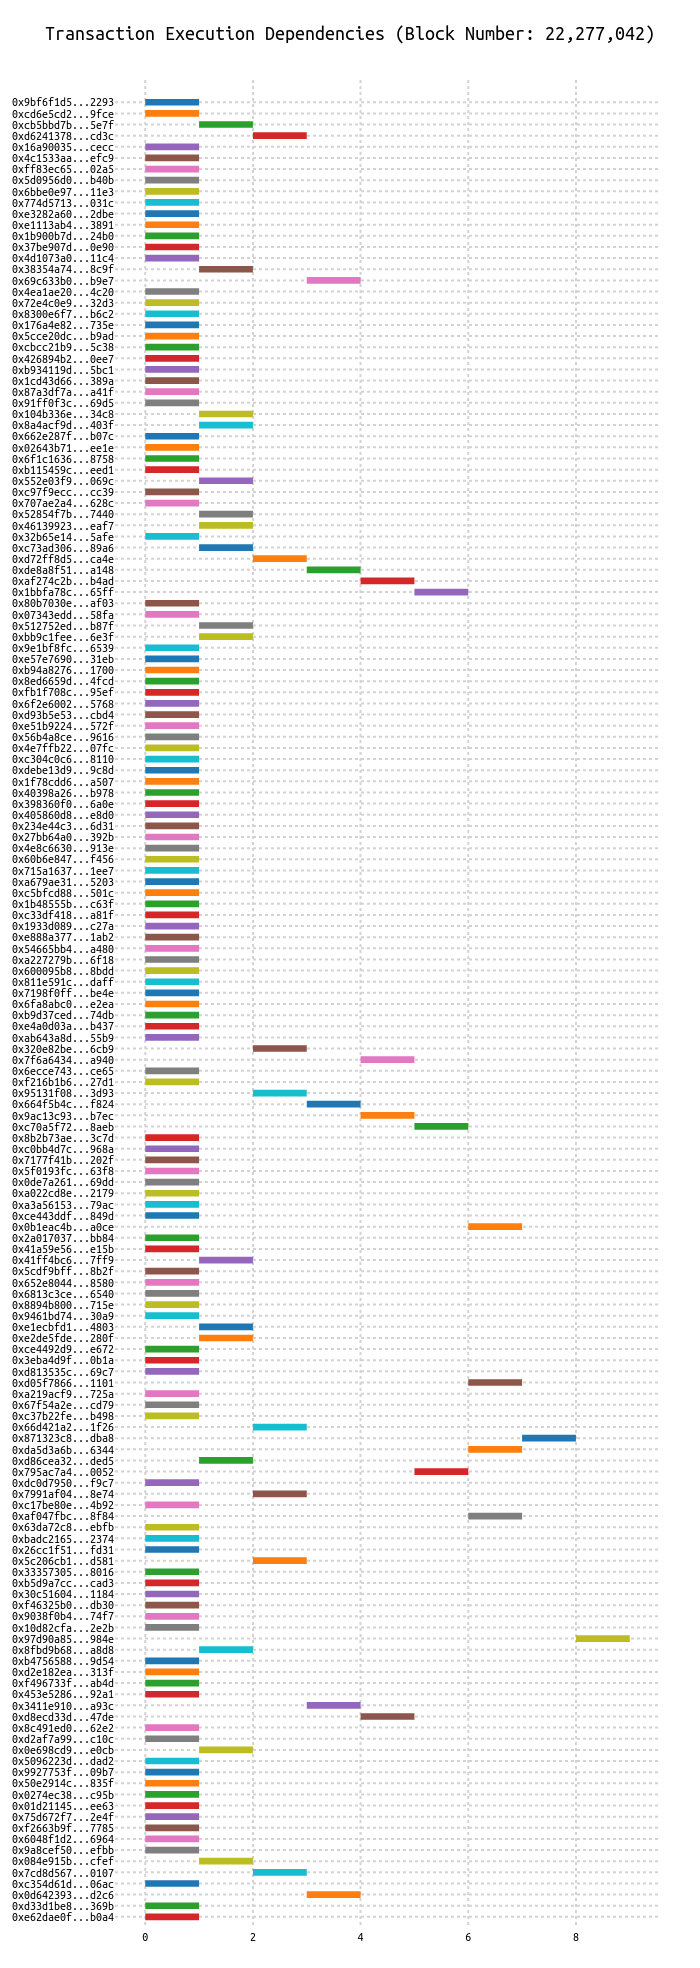 Transaction Execution Dependencies (Block Number: 22,277,042)
0x9bf6f1d5...2293
0xcd6e5cd2...9fce
0xcb5bbd7b...5e7f
0xd6241378...cd3c
0x16a90035...cecc
0x4c1533aa...efc9
0xff83ec65...02a5
0x5d0956d0...b40b
0x6bbe0e97...11e3
0x774d5713...031c
0xe3282a60...2dbe
0xe1113ab4...3891
0x1b900b7d...24b0
0x37be907d...0e90
0x4d1073a0...11c4
0x38354a74...8c9f
0x69c633b0...b9e7
0x4ea1ae20...4c20
0x72e4c0e9...32d3
0x8300e6f7...b6c2
0x176a4e82...735e
0x5cce20dc...b9ad
0xcbcc21b9...5c38
0x426894b2...0ee7
0xb934119d...5bc1
0x1cd43d66...389a
0x87a3df7a...a41f
0x91ff0f3c...69d5
0x104b336e...34c8
0x8a4acf9d...403f
0x662e287f...b07c
0x02643b71...ee1e
0x6f1c1636...8758
0xb115459c...eed1
0x552e03f9...069c
0xc97f9ecc...cc39
0x707ae2a4...628c
0x52854f7b...7440
0x46139923...eaf7
0x32b65e14...5afe
0xc73ad306...89a6
0xd72ff8d5...ca4e
0xde8a8f51...a148
0xaf274c2b...b4ad
0x1bbfa78c...65ff
0x80b7030e...af03
0x07343edd...58fa
0x512752ed...b87f
0xbb9c1fee...6e3f
0x9e1bf8fc...6539
0xe57e7690...31eb
0xb94a8276...1700
0x8ed6659d...4fcd
0xfb1f708c...95ef
0x6f2e6002...5768
0xd93b5e53...cbd4
0xe51b9224...572f
0x56b4a8ce...9616
0x4e7ffb22...07fc
0xc304c0c6...8110
0xdebe13d9...9c8d
0x1f78cdd6...a507
0x40398a26...b978
0x398360f0...6a0e
0x405860d8...e8d0
0x234e44c3...6d31
0x27bb64a0...392b
0x4e8c6630...913e
0x60b6e847...f456
0x715a1637...1ee7
0xa679ae31...5203
0xc5bfcd88...501c
0x1b48555b...c63f
0xc33df418...a81f
0x1933d089...c27a
0xe888a377...1ab2
0x54665bb4...a480
0xa227279b...6f18
0x600095b8...8bdd
0x811e591c...daff
0x7198f0ff...be4e
0x6fa8abc0...e2ea
0xb9d37ced...74db
0xe4a0d03a...b437
0xab643a8d...55b9
0x320e82be...6cb9
0x7f6a6434...a940
0x6ecce743...ce65
0xf216b1b6...27d1
0x95131f08...3d93
0x664f5b4c...f824
0x9ac13c93...b7ec
0xc70a5f72...8aeb
0x8b2b73ae...3c7d
0xc0bb4d7c...968a
0x7177f41b...202f
0x5f0193fc...63f8
0x0de7a261...69dd
0xa022cd8e...2179
0xa3a56153...79ac
0xce443ddf...849d
0x0b1eac4b...a0ce
0x2a017037...bb84
0x41a59e56...e15b
0x41ff4bc6...7ff9
0x5cdf9bff...8b2f
0x652e8044...8580
0x6813c3ce...6540
0x8894b800...715e
0x9461bd74...30a9
0xe1ecbfd1...4803
0xe2de5fde...280f
0xce4492d9...e672
0x3eba4d9f...0b1a
0xd813535c...69c7
0xd05f7866...1101
0xa219acf9...725a
0x67f54a2e...cd79
0xc37b22fe...b498
0x66d421a2...1f26
0x871323c8...dba8
0xda5d3a6b...6344
0xd86cea32...ded5
0x795ac7a4...0052
0xdc0d7950...f9c7
0x7991af04...8e74
0xc17be80e...4b92
0xaf047fbc...8f84
0x63da72c8...ebfb
0xbadc2165...2374
0x26cc1f51...fd31
0x5c206cb1...d581
0x33357305...8016
0xb5d9a7cc...cad3
0x30c51604...1184
0xf46325b0...db30
0x9038f0b4...74f7
0x10d82cfa...2e2b
0x97d90a85...984e
0x8fbd9b68...a8d8
0xb4756588...9d54
0xd2e182ea...313f
0xf496733f...ab4d
0x453e5286...92a1
0x3411e910...a93c
0xd8ecd33d...47de
0x8c491ed0...62e2
0xd2af7a99...c10c
0x0e698cd9...e0cb
0x5096223d...dad2
0x9927753f...09b7
0x50e2914c...835f
0x0274ec38...c95b
0x01d21145...ee63
0x75d672f7...2e4f
0xf2663b9f...7785
0x6048f1d2...6964
0x9a8cef50...efbb
0x084e915b...cfef
0x7cd8d567...0107
0xc354d61d...06ac
0x0d642393...d2c6
0xd33d1be8...369b
0xe62dae0f...b0a4
0 2 4 6 8